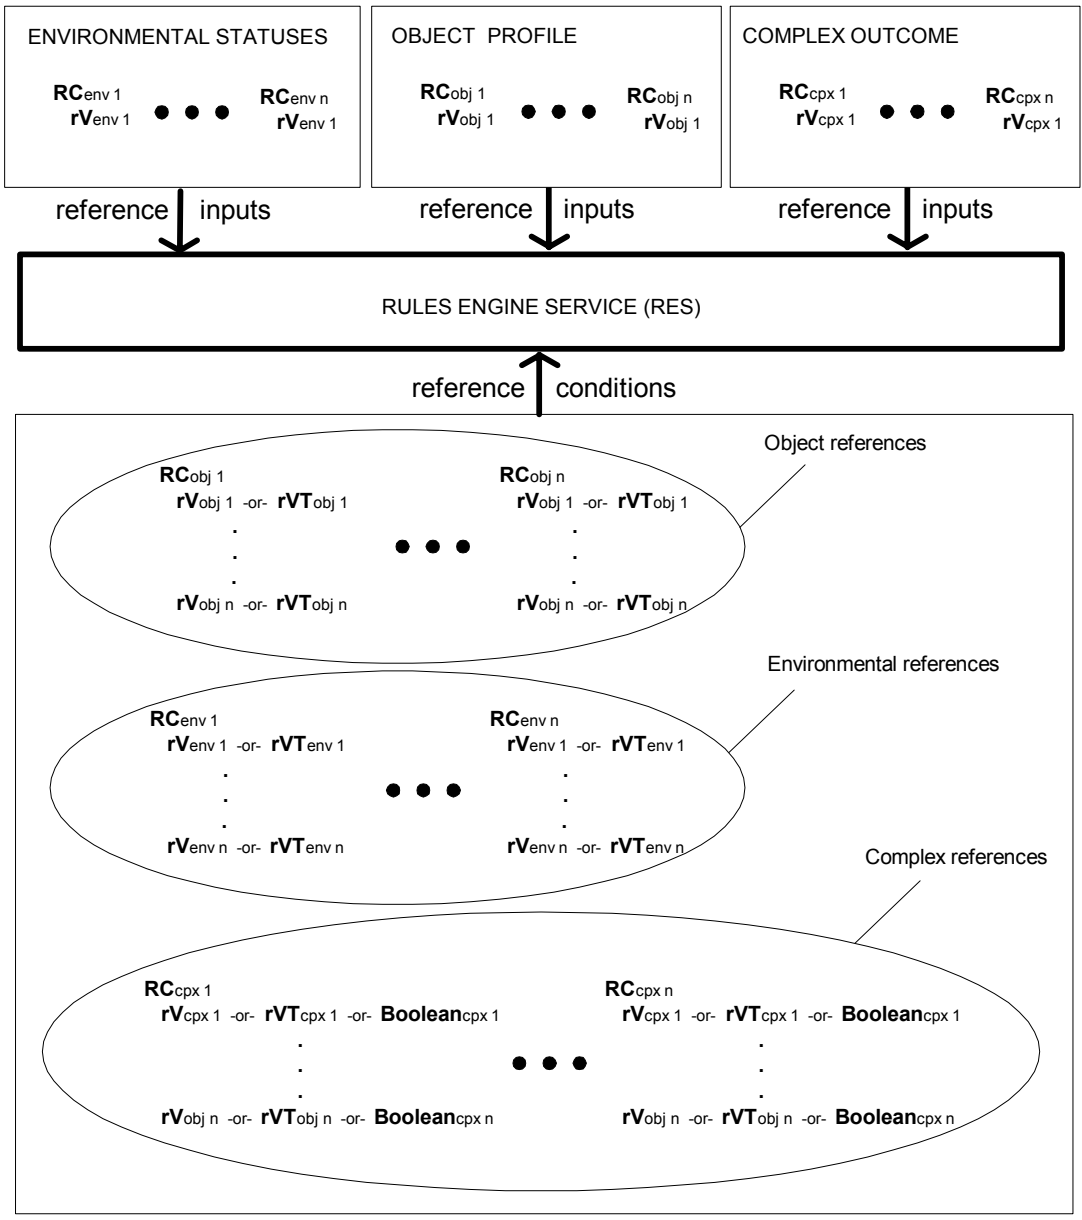 ENVIRONMENTAL STATUSES
RCenv 1 RCenv n
rVenv 1 rVenv 1
OBJECT PROFILE
RCobj 1 RCobj n
rVobj 1 rVobj 1
COMPLEX OUTCOME
RCcpx 1 RCcpx n
rVcpx 1 rVcpx 1
reference inputs
reference inputs
reference inputs
RULES ENGINE SERVICE (RES)
reference conditions
Object references
RCobj 1 RCobj n
rVobj 1 -or- rVTobj 1 rVobj 1 -or- rVTobj 1
rVobj n -or- rVTobj n rVobj n -or- rVTobj n
Environmental references
RCenv 1 RCenv n
rVenv 1 -or- rVTenv 1 rVenv 1 -or- rVTenv 1
rVenv n -or- rVTenv n rVenv n -or- rVTenv n
Complex references
RCcpx 1 RCcpx n
rVcpx 1 -or- rVTcpx 1 -or- Booleancpx 1 rVcpx 1 -or- rVTcpx 1 -or- Booleancpx 1
rVobj n -or- rVTobj n -or- Booleancpx n rVobj n -or- rVTobj n -or- Booleancpx n